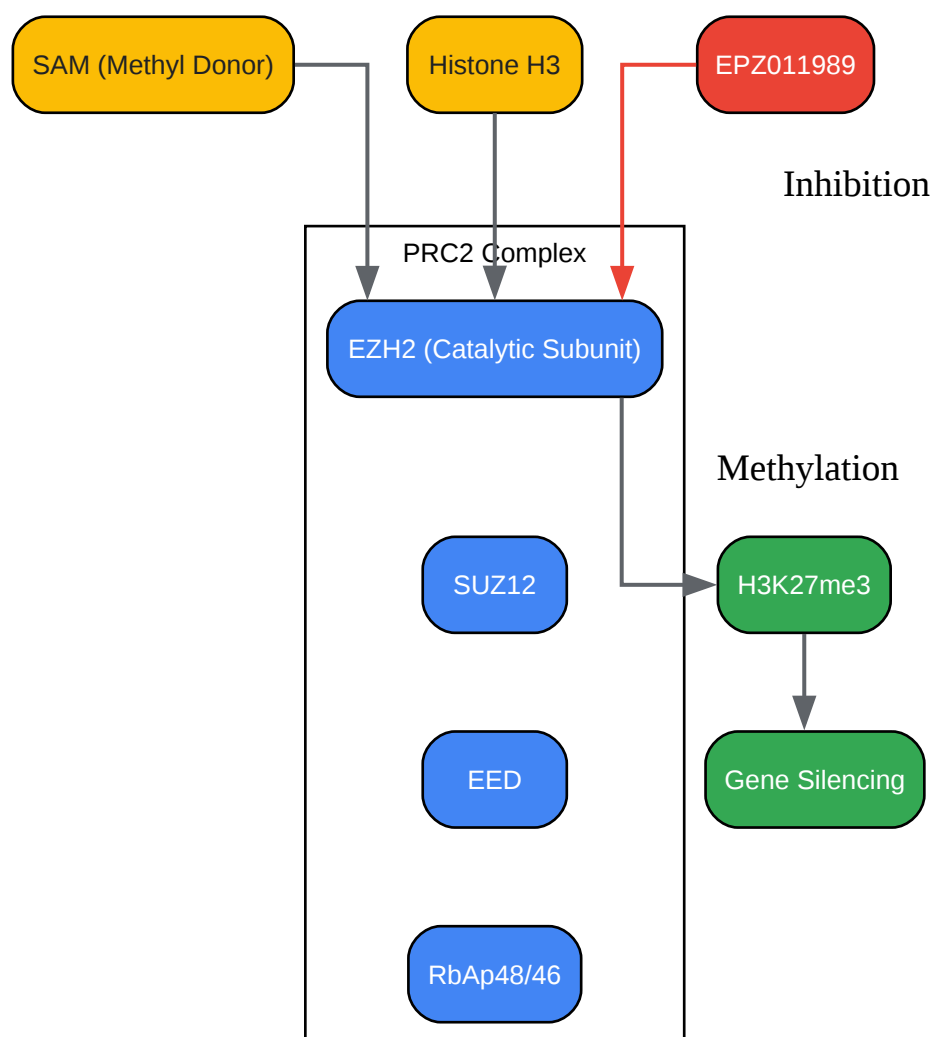 SAM (Methyl Donor)
Histone H3
EPZ011989
Inhibition
PRC2 Complex
EZH2 (Catalytic Subunit)
Methylation
SUZ12
H3K27me3
EED
Gene Silencing
RbAp48/46